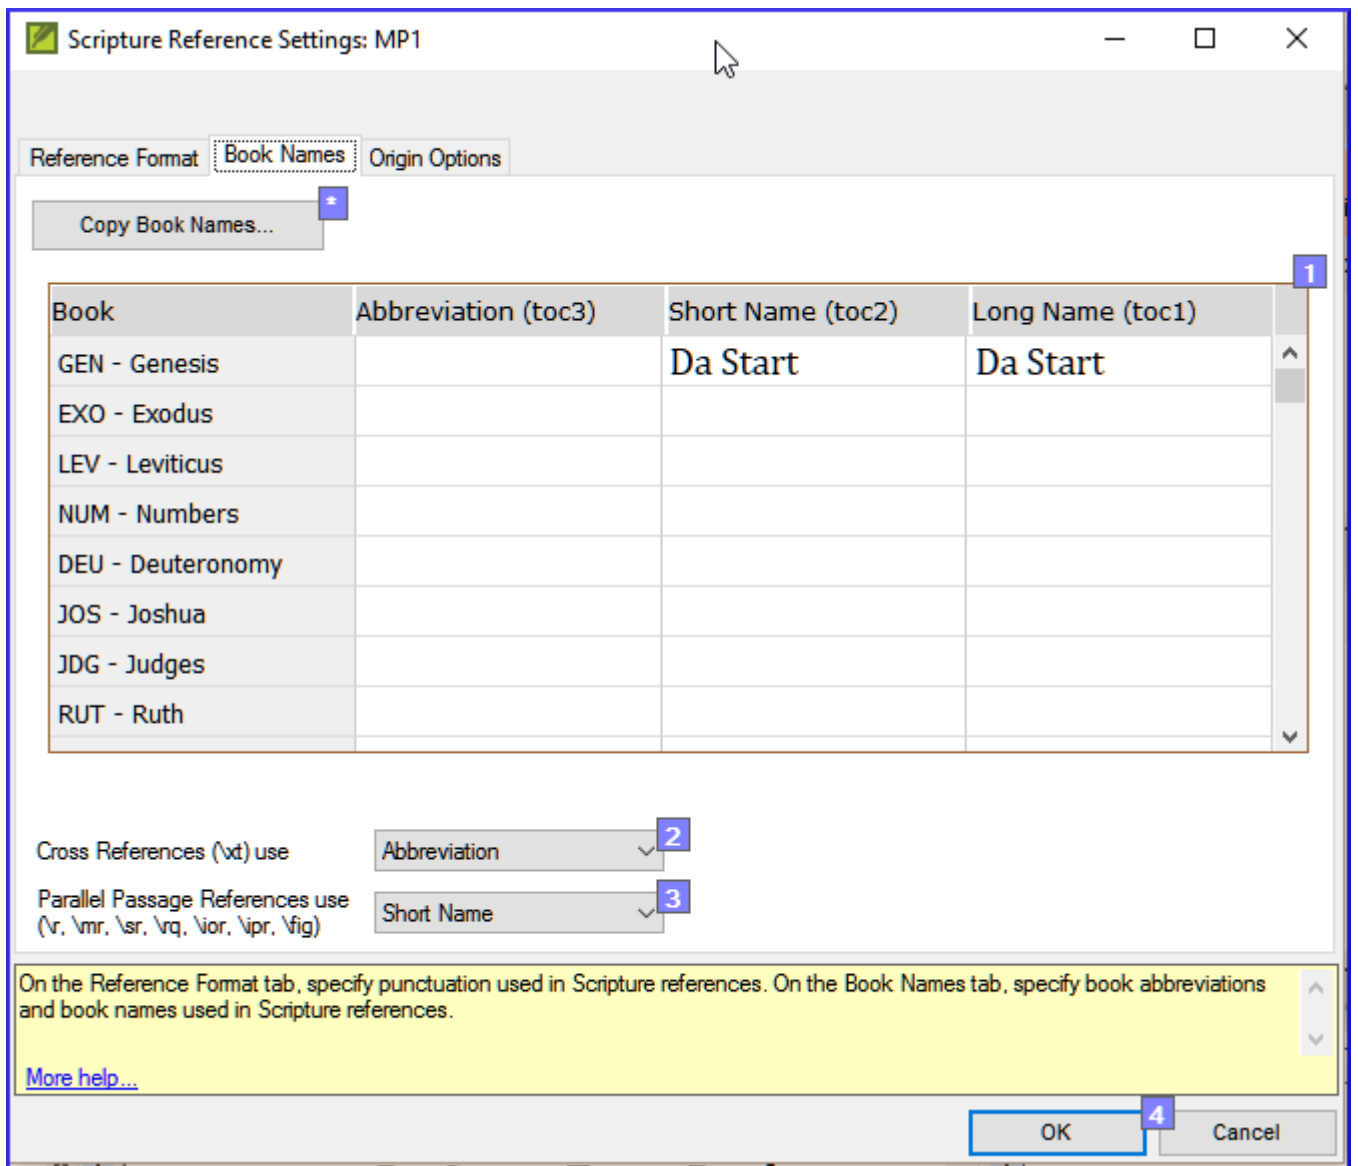 Scripture Reference Settings: MP1
Reference Format Book Names Origin Options
Copy Book Names... *
1
Book Abbreviation (toc3) Short Name (toc2) Long Name (toc1)
GEN - Genesis Da Start Da Start
EXO - Exodus
LEV - Leviticus
NUM - Numbers
DEU - Deuteronomy
JOS - Joshua
JDG - Judges
RUT - Ruth
Cross References (\xt) use Abbreviation 2
Parallel Passage References use
(\r, \mr, \sr, \rq, \ior, \ipr, \fig) Short Name 3
On the Reference Format tab, specify punctuation used in Scripture references. On the Book Names tab, specify book abbreviations
and book names used in Scripture references.
More help...
OK 4 Cancel